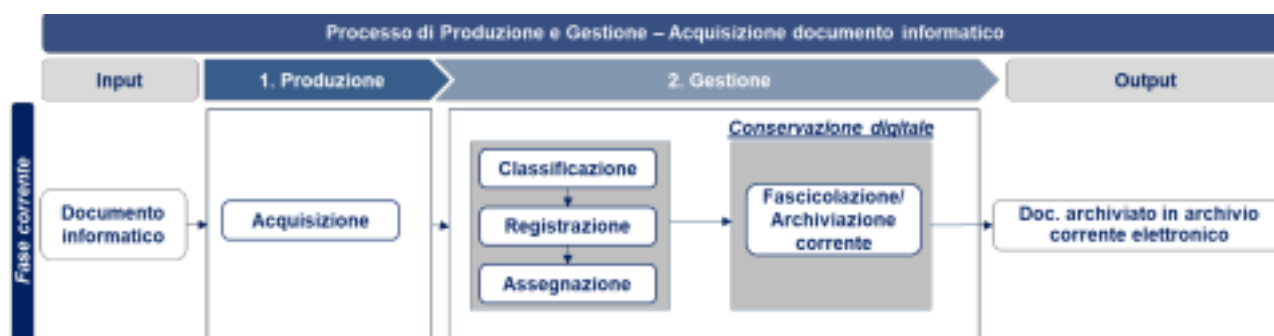 Processo di Produzione e Gestione – Acquisizione documento informatico
Input
1. Produzione
2. Gestione
Output
Fase corrente
Documento
informatico
Acquisizione
Classificazione
Registrazione
Assegnazione
Conservazione digitale
Fascicolazione/
Archiviazione
corrente
Doc. archiviato in archivio
corrente elettronico